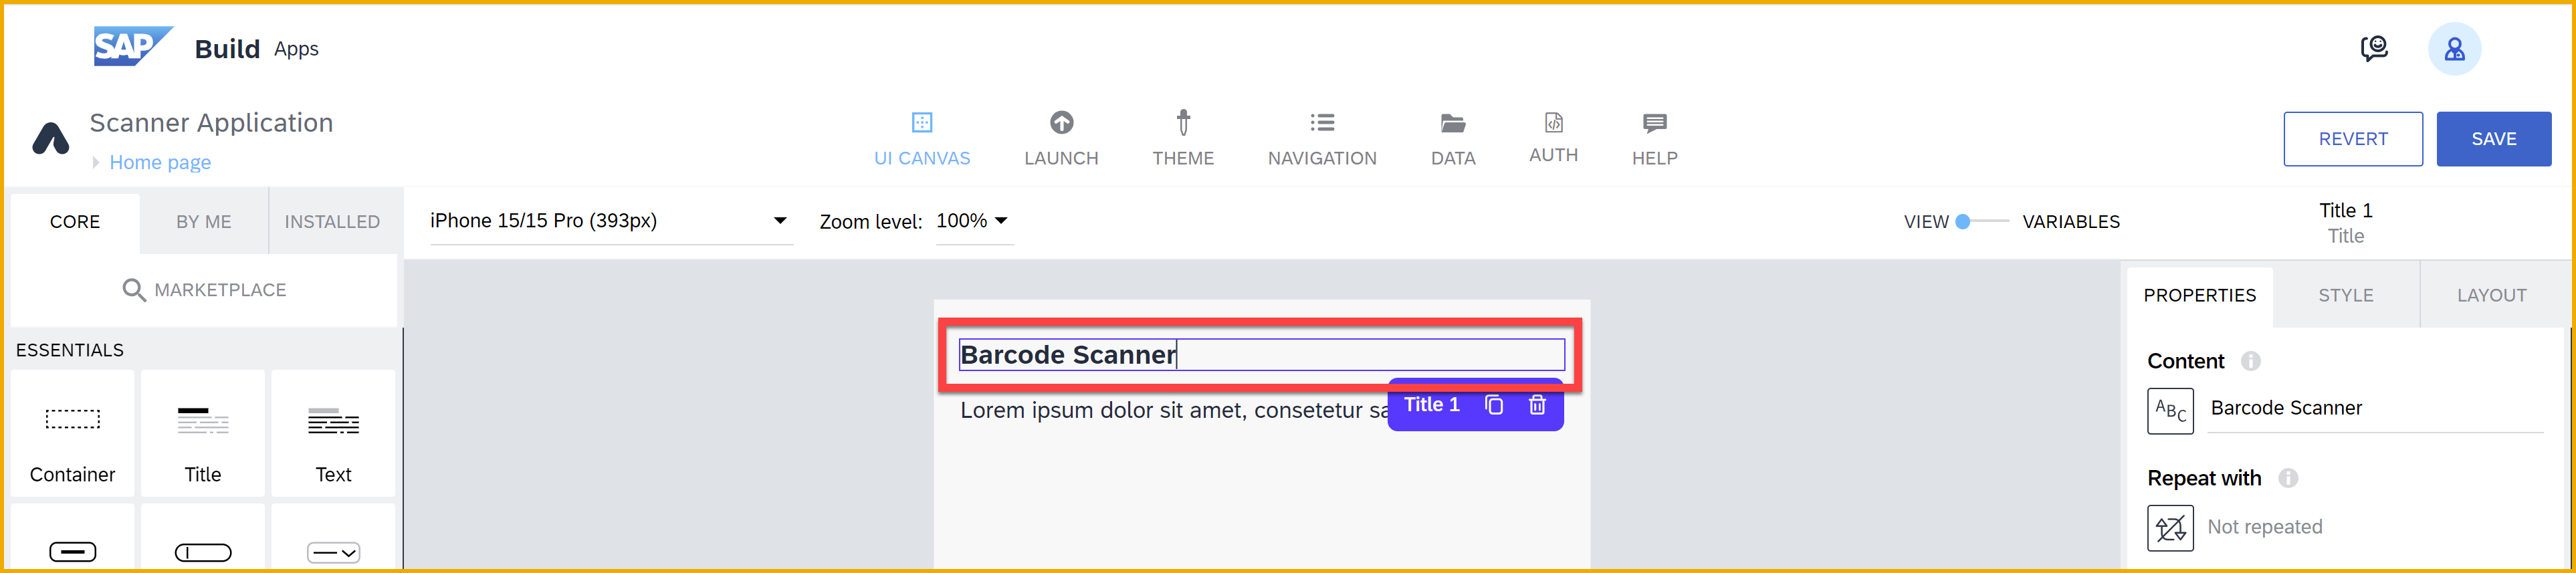 SAP Build Apps
Scanner Application
Home page
UI CANVAS LAUNCH THEME NAVIGATION DATA AUTH HELP
REVERT SAVE
CORE BY ME INSTALLED
iPhone 15/15 Pro (393px) Zoom level: 100%
VIEW VARIABLES
Title 1
Title
MARKETPLACE
PROPERTIES STYLE LAYOUT
ESSENTIALS
Container Title Text
Barcode Scanner
Lorem ipsum dolor sit amet, consetetur sa
Title 1
Content
ABC Barcode Scanner
Repeat with
Not repeated